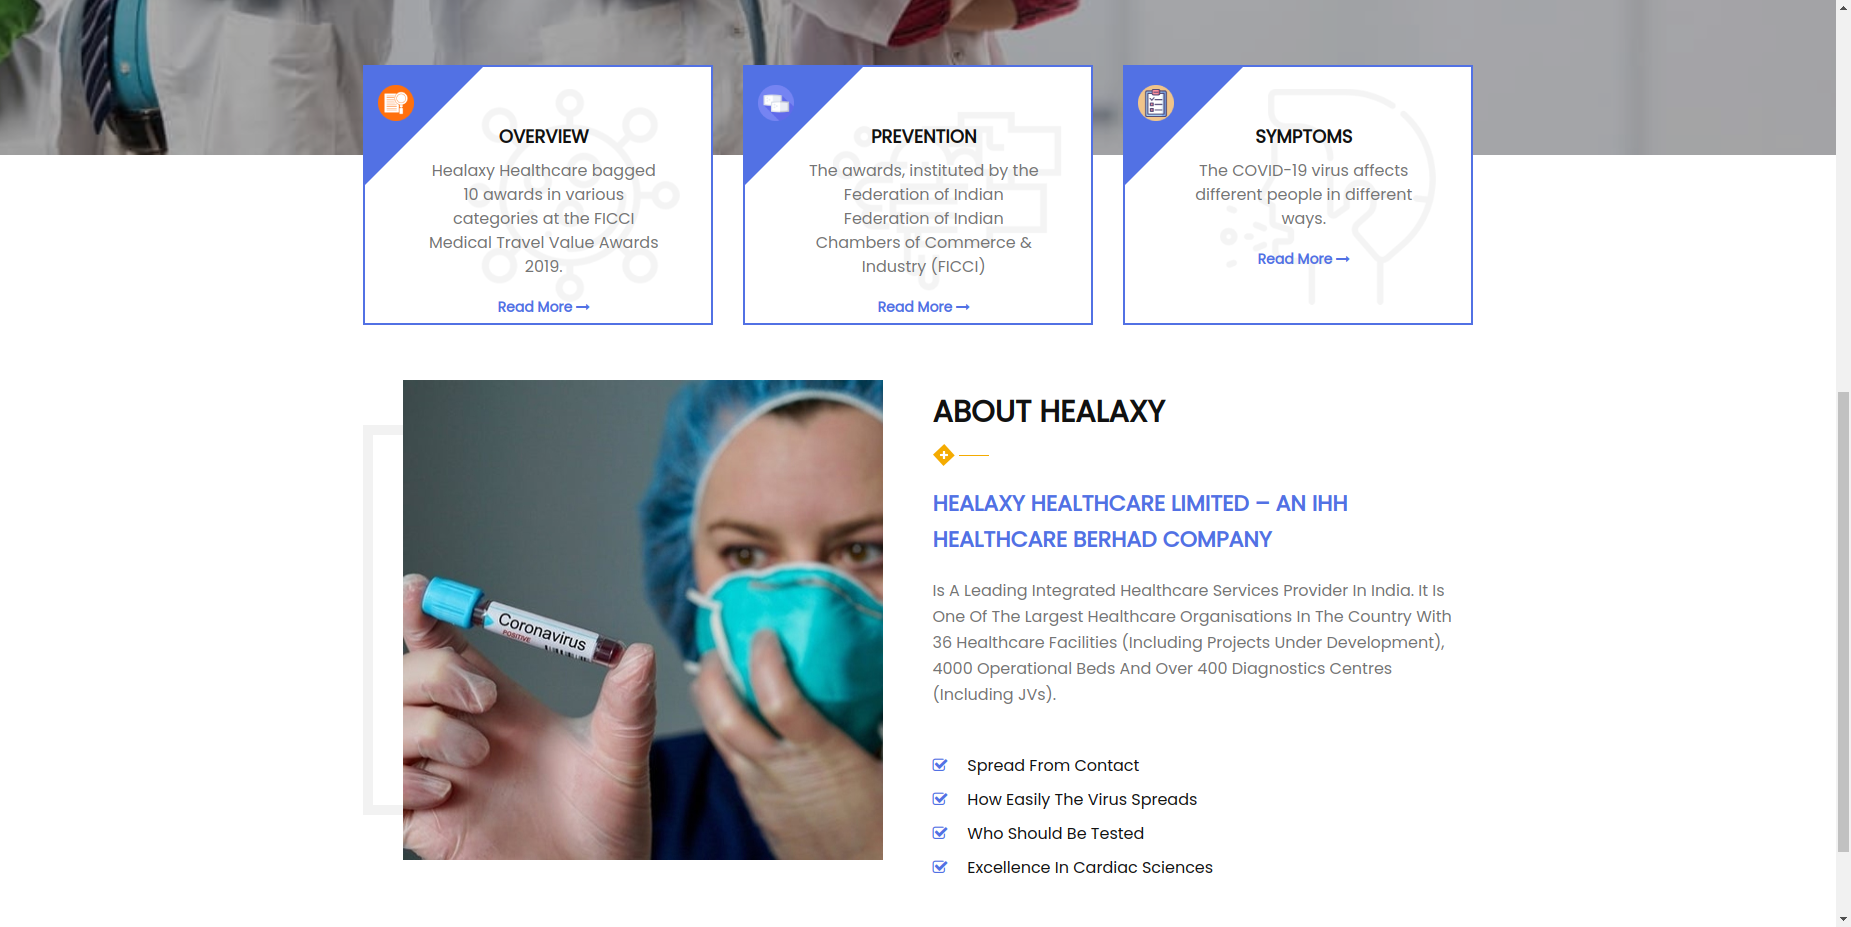 OVERVIEW
Healaxy Healthcare bagged
10 awards in various
categories at the FICCI
Medical Travel Value Awards
2019.
Read More
PREVENTION
The awards, instituted by the
Federation of Indian
Federation of Indian
Chambers of Commerce &
Industry (FICCI)
Read More
SYMPTOMS
The COVID-19 virus affects
different people in different
ways.
Read More
Coronavirus
POSITIVE
ABOUT HEALAXY
HEALAXY HEALTHCARE LIMITED – AN IHH
HEALTHCARE BERHAD COMPANY
Is A Leading Integrated Healthcare Services Provider In India. It Is
One Of The Largest Healthcare Organisations In The Country With
36 Healthcare Facilities (Including Projects Under Development),
4000 Operational Beds And Over 400 Diagnostics Centres
(Including JVs).
Spread From Contact
How Easily The Virus Spreads
Who Should Be Tested
Excellence In Cardiac Sciences